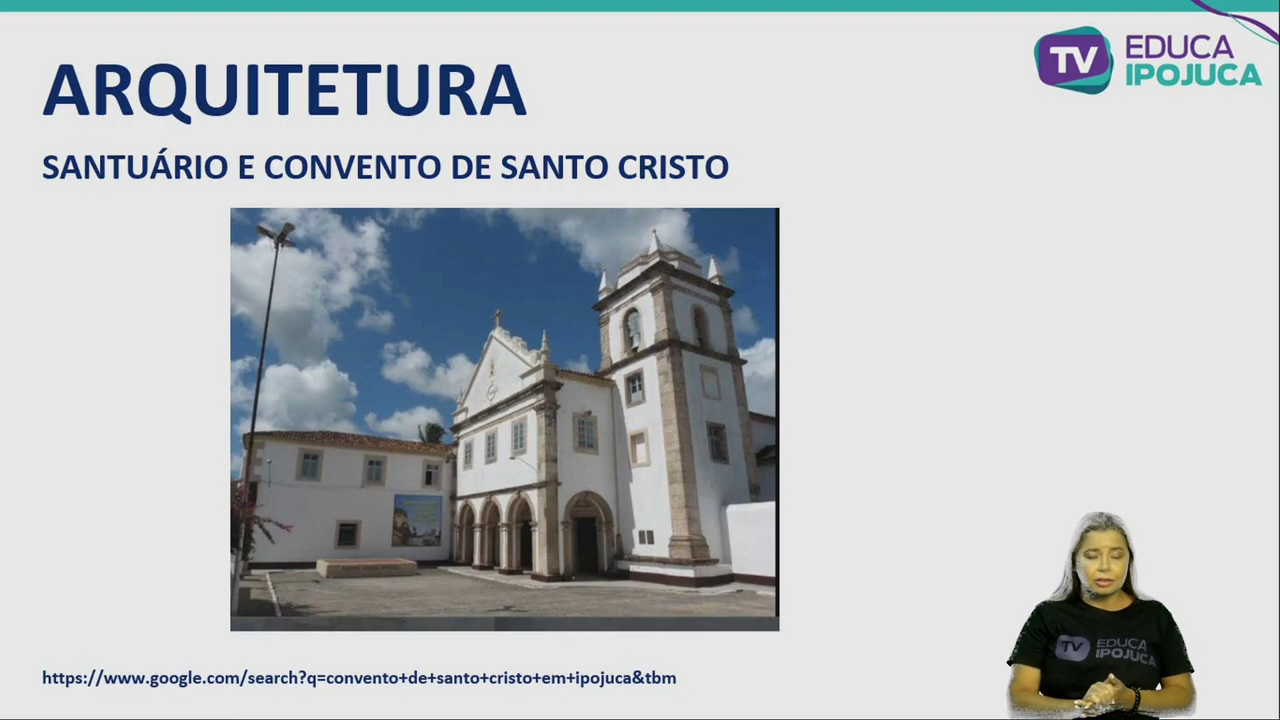 ARQUITETURA
TV EDUCA
IPOJUCA
SANTUÁRIO E CONVENTO DE SANTO CRISTO
https://www.google.com/search?q=convento+de+santo+cristo+em+ipojuca&tbm
TV EDUCA
IPOJUCA